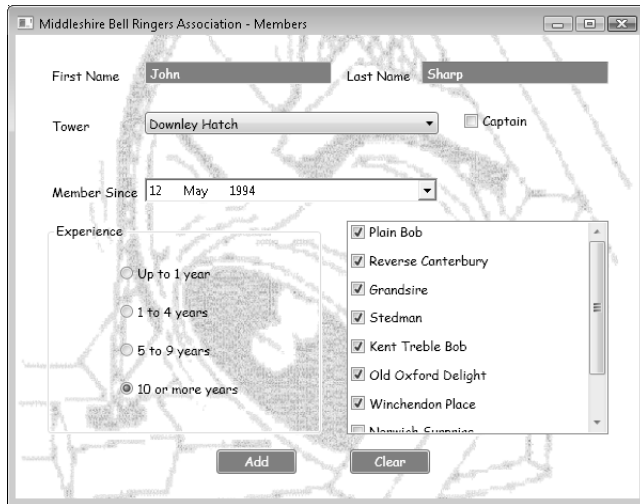 Middleshire Bell Ringers Association - Members
First Name John Last Name Sharp
Tower Downley Hatch Captain
Member Since 12 May 1994
Experience
Up to 1 year
1 to 4 years
5 to 9 years
10 or more years
Plain Bob
Reverse Canterbury
Grandsire
Stedman
Kent Treble Bob
Old Oxford Delight
Winchendon Place
Add Clear